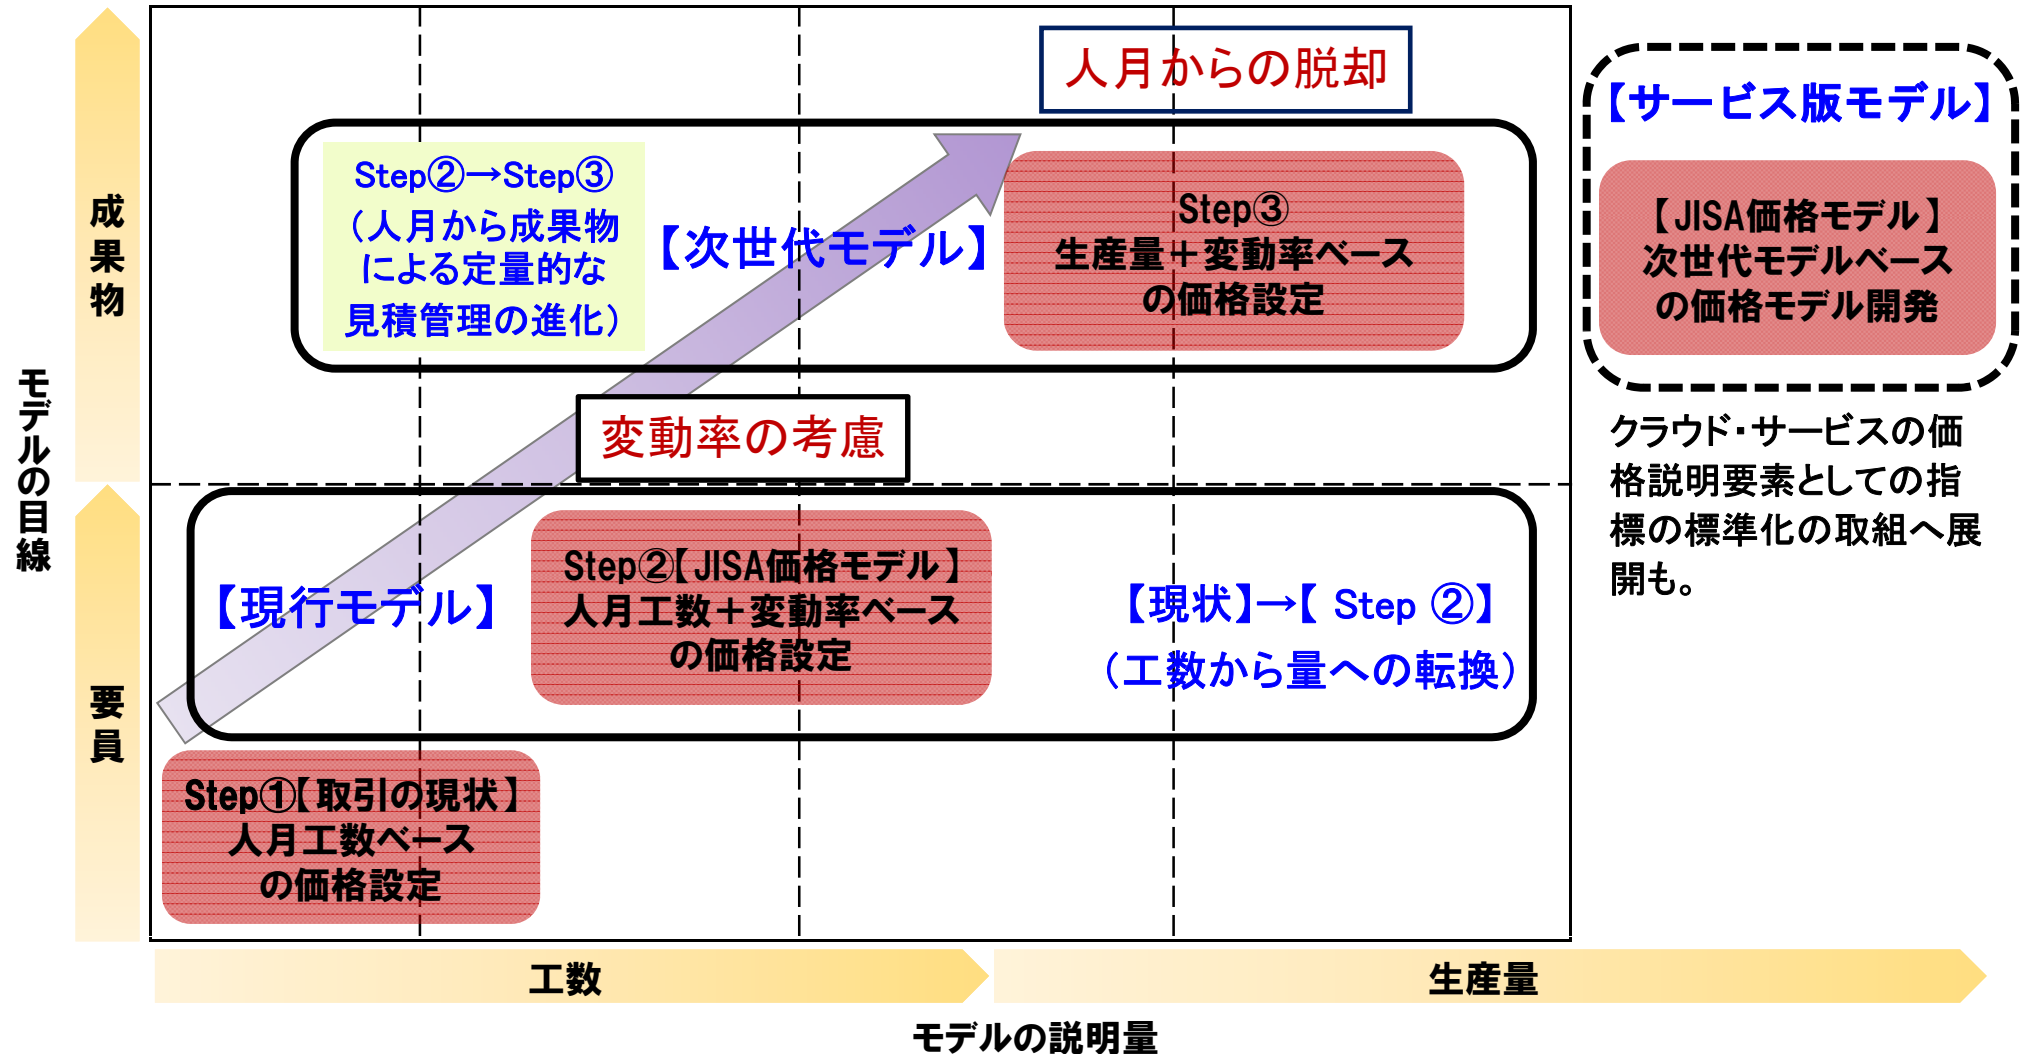 人月からの脱却
【サービス版モデル】
【JISA価格モデル】
次世代モデルベース
の価格モデル開発
クラウド・サービスの価
格説明要素としての指
標の標準化の取組へ展
開も。
成果物
Step②→Step③
（人月から成果物
による定量的な
見積管理の進化）
【次世代モデル】
Step③
生産量＋変動率ベース
の価格設定
モデルの目線
変動率の考慮
要員
【現行モデル】
Step②【JISA価格モデル】
人月工数＋変動率ベース
の価格設定
【現状】→【 Step ②】
（工数から量への転換）
Step①【取引の現状】
人月工数ベース
の価格設定
工数
生産量
モデルの説明量